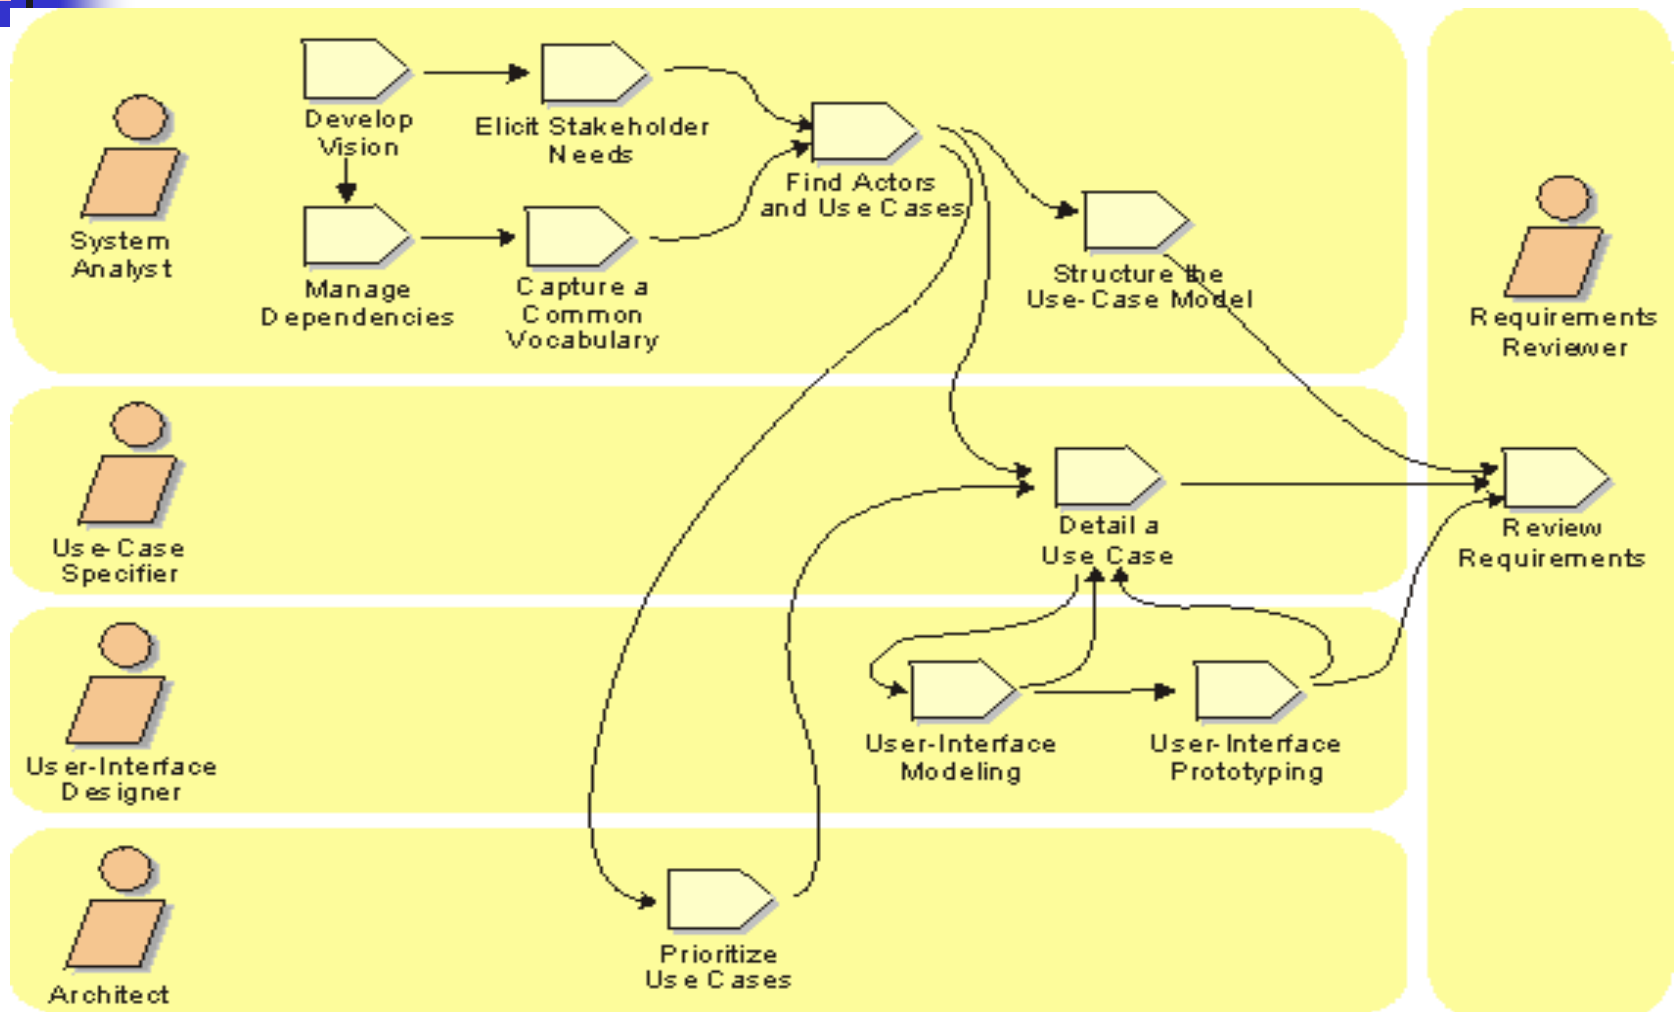 Develop
Vision
Elicit Stakeholder
Needs
Find Actors
and Use Cases
System
Analyst
Manage
Dependencies
Capture a
Common
Vocabulary
Structure the
Use-Case Model
Requirements
Reviewer
Use-Case
Specifier
Detail a
Use Case
Review
Requirements
User-Interface
Designer
User-Interface
Modeling
User-Interface
Prototyping
Architect
Prioritize
Use Cases